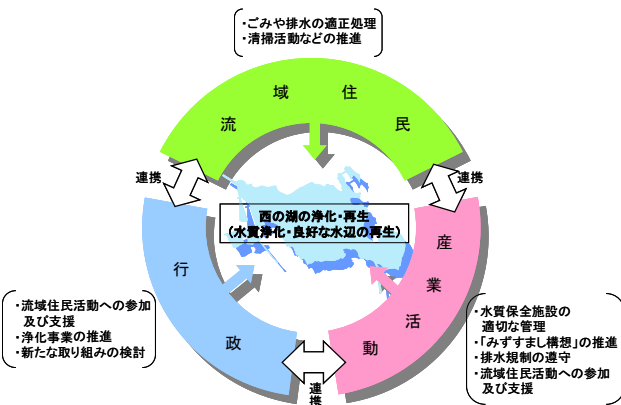 ・ごみや排水の適正処理
・清掃活動などの推進
流域住民
連携
連携
西の湖の浄化・再生
（水質浄化・良好な水辺の再生）
行政
産業活動
・流域住民活動への参加
及び支援
・浄化事業の推進
・新たな取り組みの検討
・水質保全施設の
適切な管理
・「みずすまし構想」の推進
・排水規制の遵守
・流域住民活動への参加
及び支援
連携